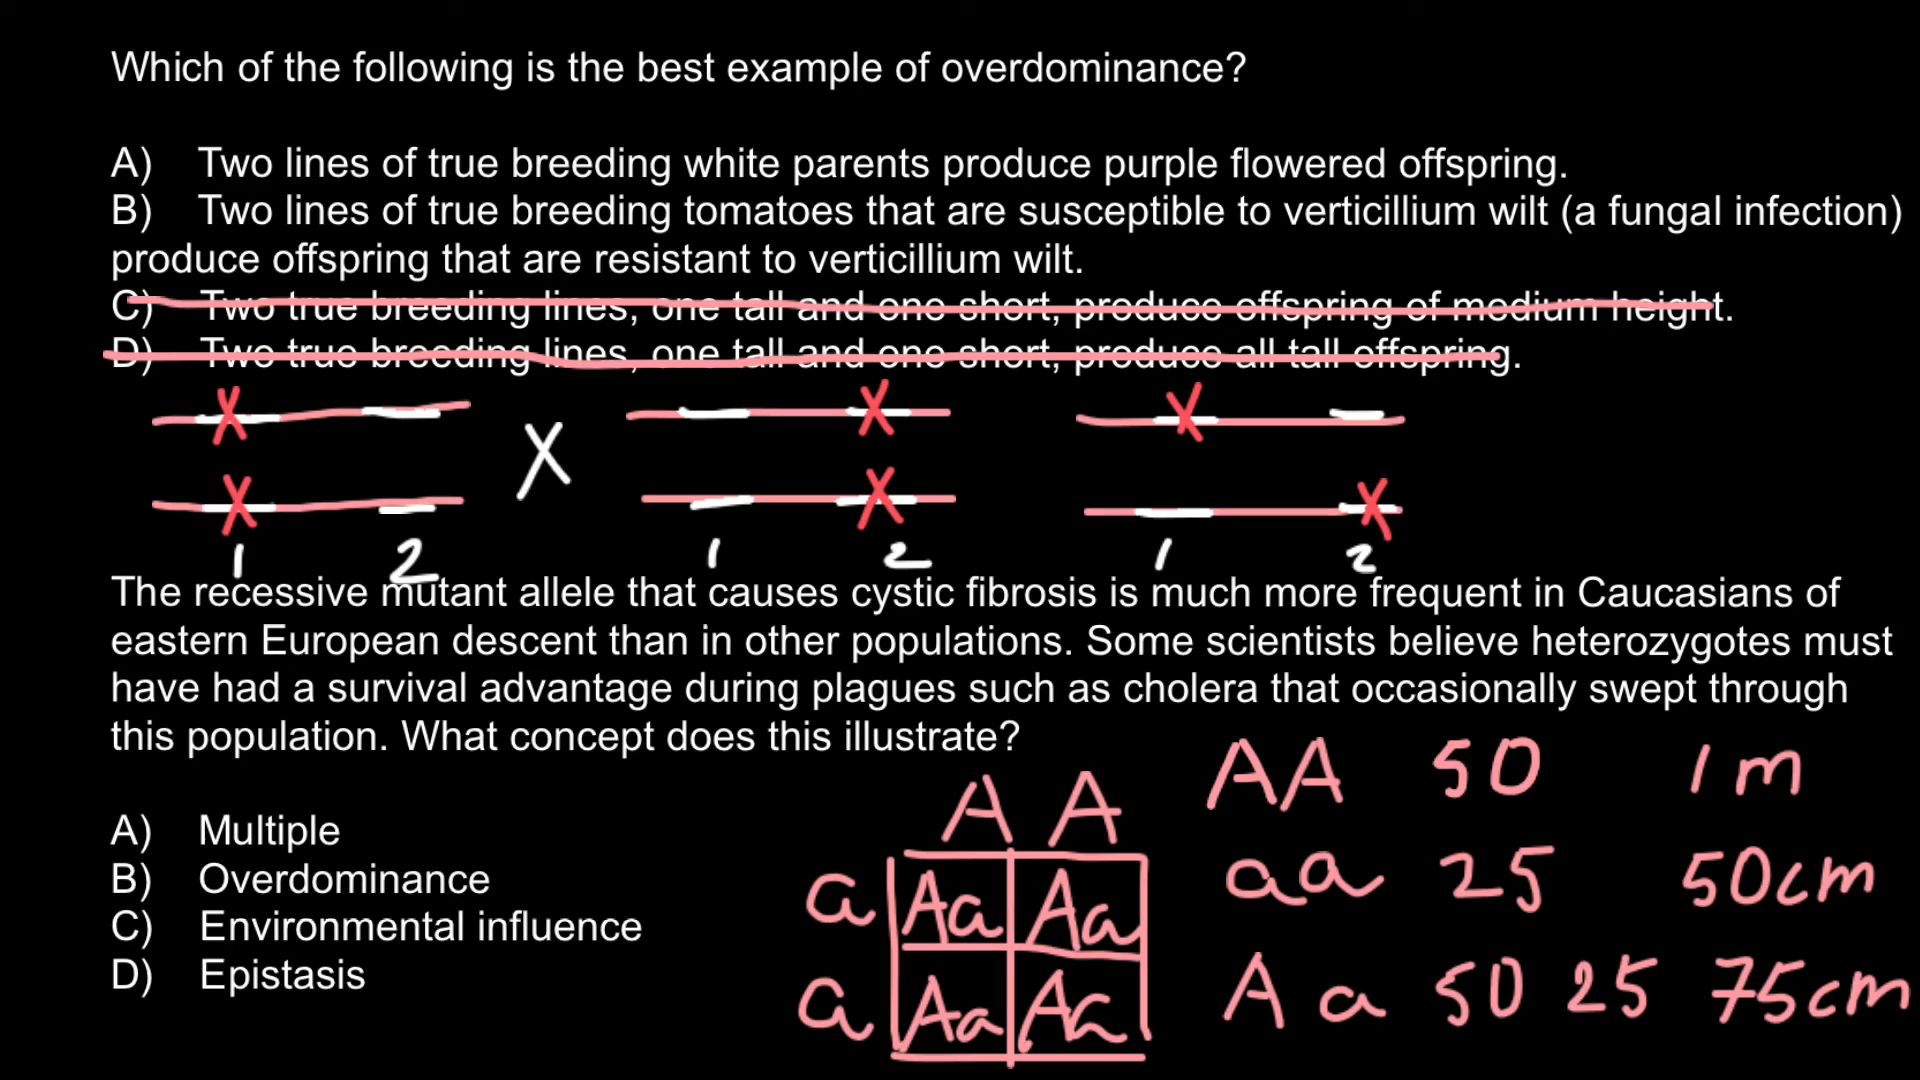 Which of the following is the best example of overdominance?
A) Two lines of true breeding white parents produce purple flowered offspring.
B) Two lines of true breeding tomatoes that are susceptible to verticillium wilt (a fungal infection)
produce offspring that are resistant to verticillium wilt.
C) Two true breeding lines, one tall and one short, produce offspring of medium height.
D) Two true breeding lines, one tall and one short, produce all tall offspring.
X
1 2 1 2 1 2
The recessive mutant allele that causes cystic fibrosis is much more frequent in Caucasians of
eastern European descent than in other populations. Some scientists believe heterozygotes must
have had a survival advantage during plagues such as cholera that occasionally swept through
this population. What concept does this illustrate?
A) Multiple
B) Overdominance
C) Environmental influence
D) Epistasis
A A
a Aa Aa
a Aa Aa
AA 50 1m
aa 25 50cm
Aa 50 25 75cm